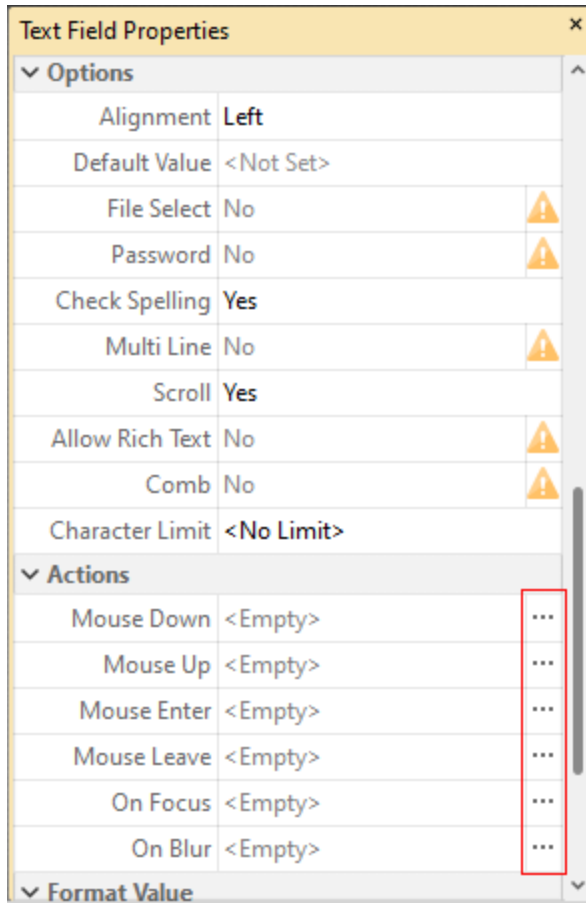 Text Field Properties
Options
Alignment Left
Default Value <Not Set>
File Select No
Password No
Check Spelling Yes
Multi Line No
Scroll Yes
Allow Rich Text No
Comb No
Character Limit <No Limit>
Actions
Mouse Down <Empty> ...
Mouse Up <Empty> ...
Mouse Enter <Empty> ...
Mouse Leave <Empty> ...
On Focus <Empty> ...
On Blur <Empty> ...
Format Value